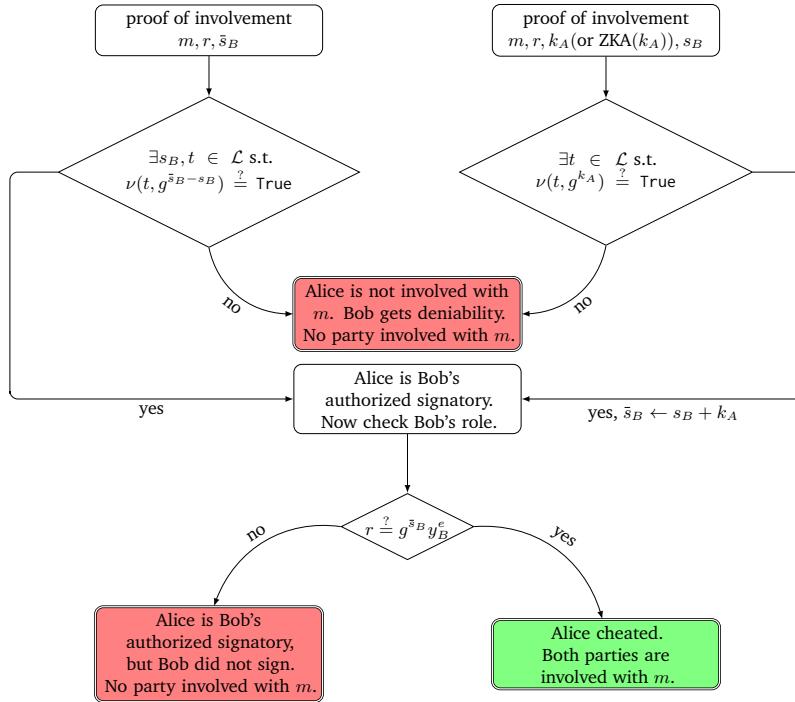 proof of involvement
m, r, s̄_B
proof of involvement
m, r, k_A(or ZKA(k_A)), s_B
∃s_B, t ∈ ℒ s.t.
ν(t, g^{s̄_B−s_B}) ≟ True
∃t ∈ ℒ s.t.
ν(t, g^{k_A}) ≟ True
no
no
Alice is not involved with
m. Bob gets deniability.
No party involved with m.
Alice is Bob's
authorized signatory.
Now check Bob's role.
yes
yes, s̄_B ← s_B + k_A
r ≟ g^{s̄_B} y_B^e
no
yes
Alice is Bob's
authorized signatory,
but Bob did not sign.
No party involved with m.
Alice cheated.
Both parties are
involved with m.